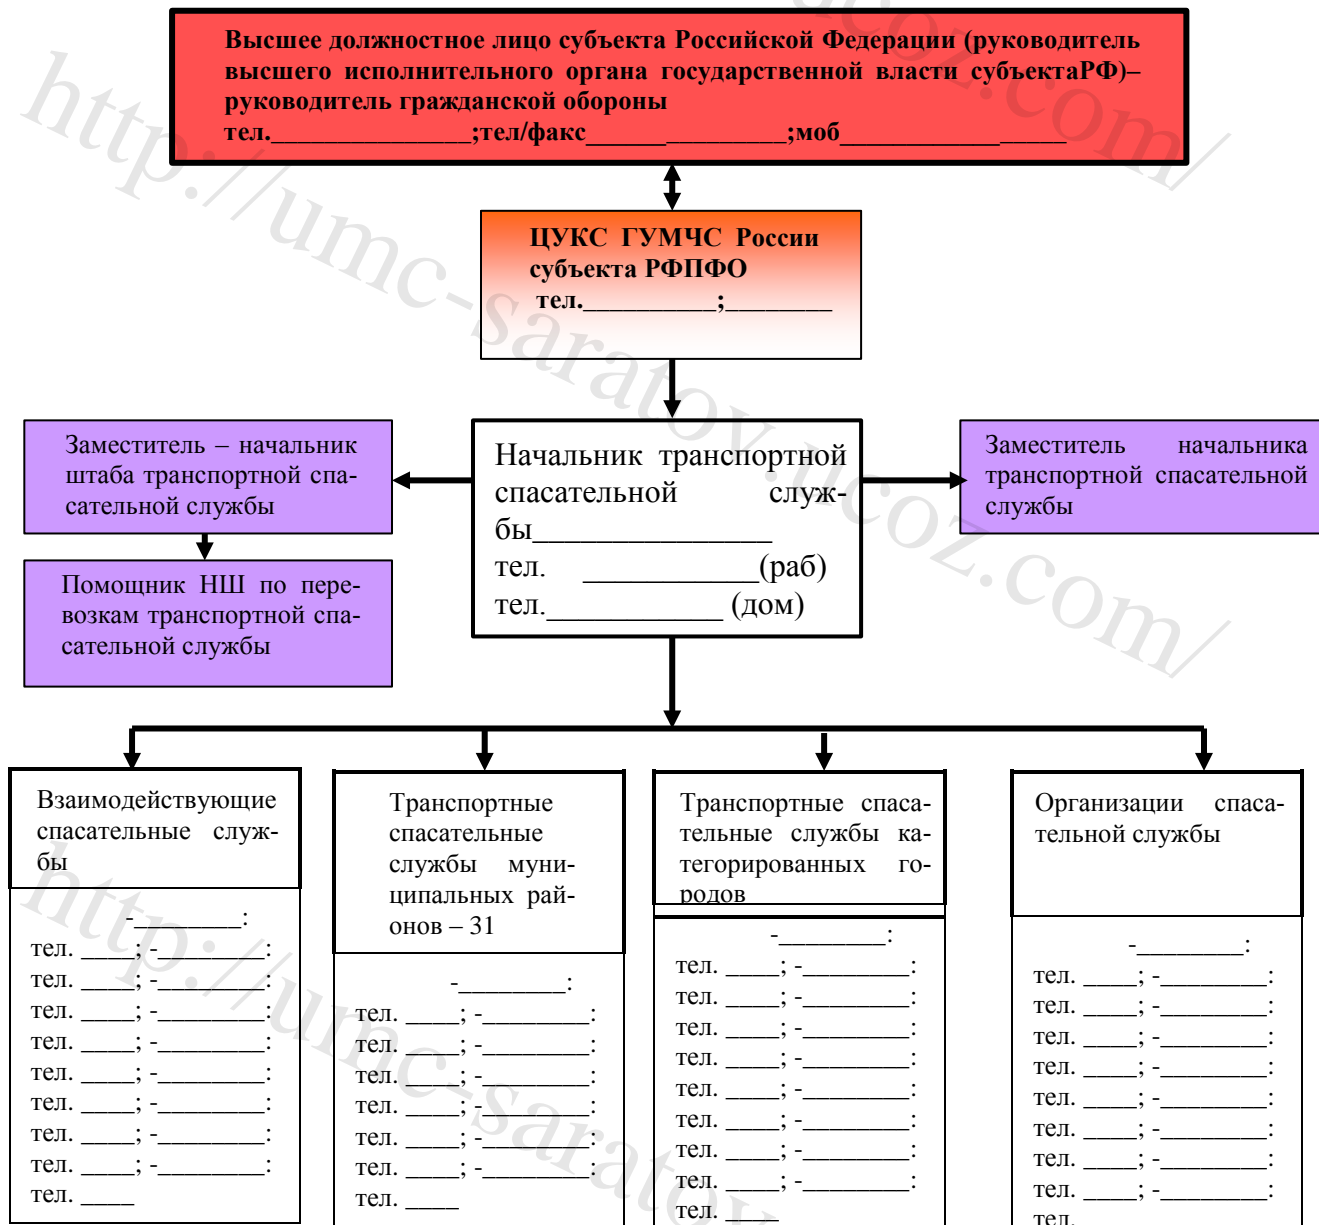 Высшее должностное лицо субъекта Российской Федерации (руководитель
высшего исполнительного органа государственной власти субъектаРФ)–
руководитель гражданской обороны
тел._______________;тел/факс_______________;моб_________________
ЦУКС ГУМЧС России
субъекта РФПФО
тел.__________;________
Заместитель – начальник
штаба транспортной спа-
сательной службы
Начальник транспортной
спасательной служ-
бы________________
тел. ___________(раб)
тел.____________ (дом)
Заместитель начальника
транспортной спасательной
службы
Помощник НШ по пере-
возкам транспортной спа-
сательной службы
Взаимодействующие
спасательные служ-
бы
-________:
тел. ____; -________:
тел. ____; -________:
тел. ____; -________:
тел. ____; -________:
тел. ____; -________:
тел. ____; -________:
тел. ____; -________:
тел. ____; -________:
тел. ____
Транспортные
спасательные
службы муни-
ципальных рай-
онов – 31
-________:
тел. ____; -________:
тел. ____; -________:
тел. ____; -________:
тел. ____; -________:
тел. ____; -________:
тел. ____; -________:
тел. ____
Транспортные спаса-
тельные службы ка-
тегорированных го-
родов
-________:
тел. ____; -________:
тел. ____; -________:
тел. ____; -________:
тел. ____; -________:
тел. ____; -________:
тел. ____; -________:
тел. ____; -________:
тел. ____; -________:
тел. ____
Организации спаса-
тельной службы
-________:
тел. ____; -________:
тел. ____; -________:
тел. ____; -________:
тел. ____; -________:
тел. ____; -________:
тел. ____; -________:
тел. ____; -________:
тел. ____; -________:
тел.
http://umc-saratov.ucoz.com/
http://umc-saratov
ucoz.com/